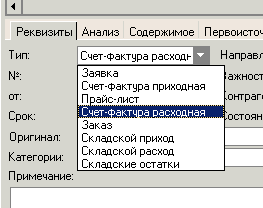 Реквизиты Анализ Содержимое Первоисточ
Тип: Счет-Фактура расходн Направл
Заявка
№: Счет-Фактура приходная Важност
Прайс-лист
от: Счет-Фактура расходная Контраге
Заказ
Срок: Состоян
Складской приход
Оригинал: Складской расход
Категории: Складские остатки
Примечание: